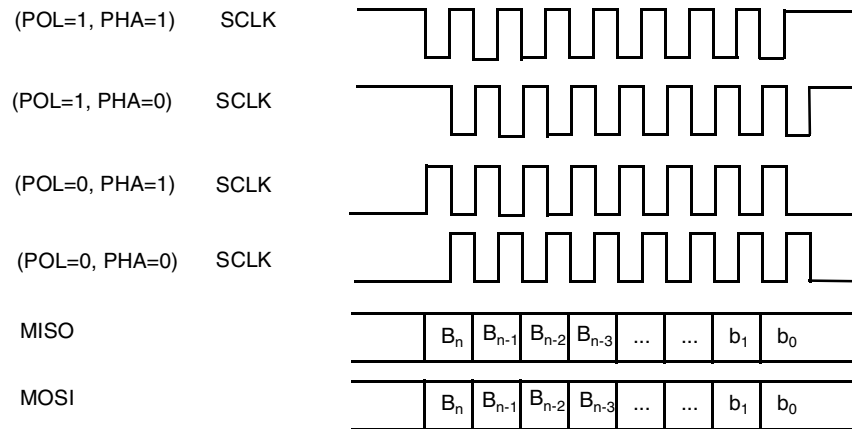 (POL=1, PHA=1) SCLK
(POL=1, PHA=0) SCLK
(POL=0, PHA=1) SCLK
(POL=0, PHA=0) SCLK
MISO Bn Bn-1 Bn-2 Bn-3 ... ... b1 b0
MOSI Bn Bn-1 Bn-2 Bn-3 ... ... b1 b0